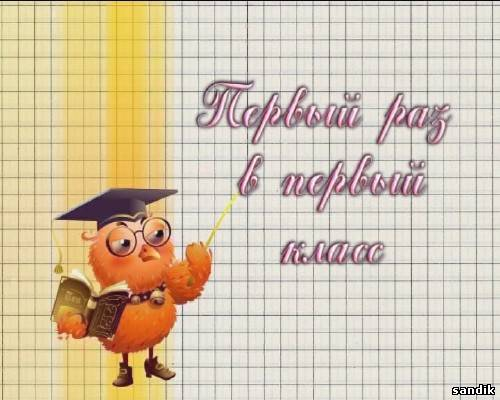 Первый раз
в первый
класс
sandik